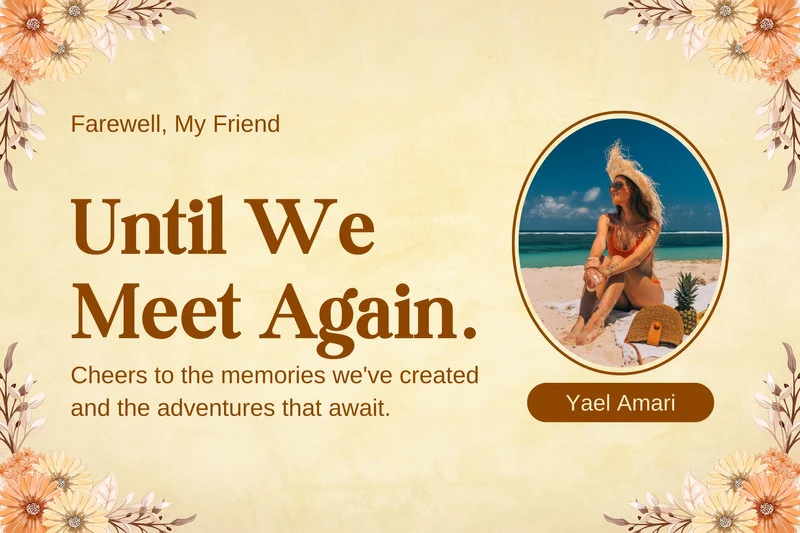 Farewell, My Friend
Until We
Meet Again.
Cheers to the memories we've created
and the adventures that await.
Yael Amari